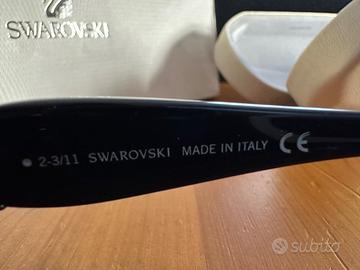 SWAROVSKI
2-3/11 SWAROVSKI MADE IN ITALY CE
subito